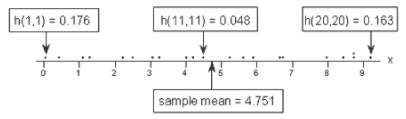 h(1,1) = 0.176
h(11,11) = 0.048
h(20,20) = 0.163
0 1 2 3 4 5 6 7 8 9 x
sample mean = 4.751